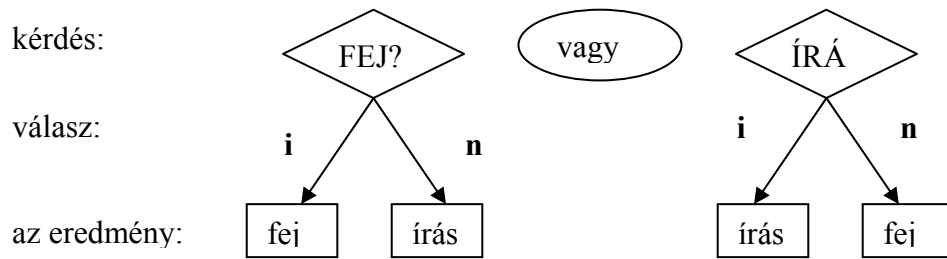 kérdés: FEJ? vagy ÍRÁ
válasz: i n i n
az eredmény: fej írás írás fej